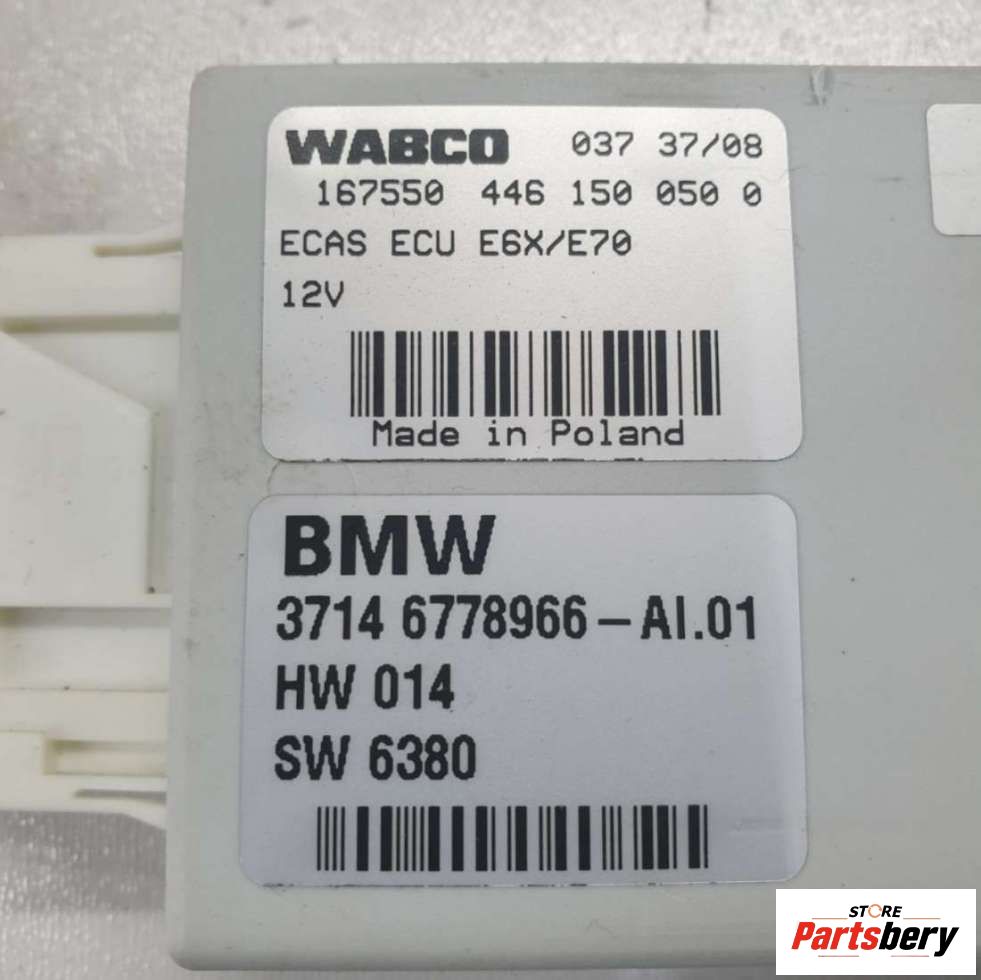 WABCO 037 37/08
167550 446 150 050 0
ECAS ECU E6X/E70
12V
Made in Poland
BMW
3714 6778966-AI.01
HW 014
SW 6380
STORE
Partsbery